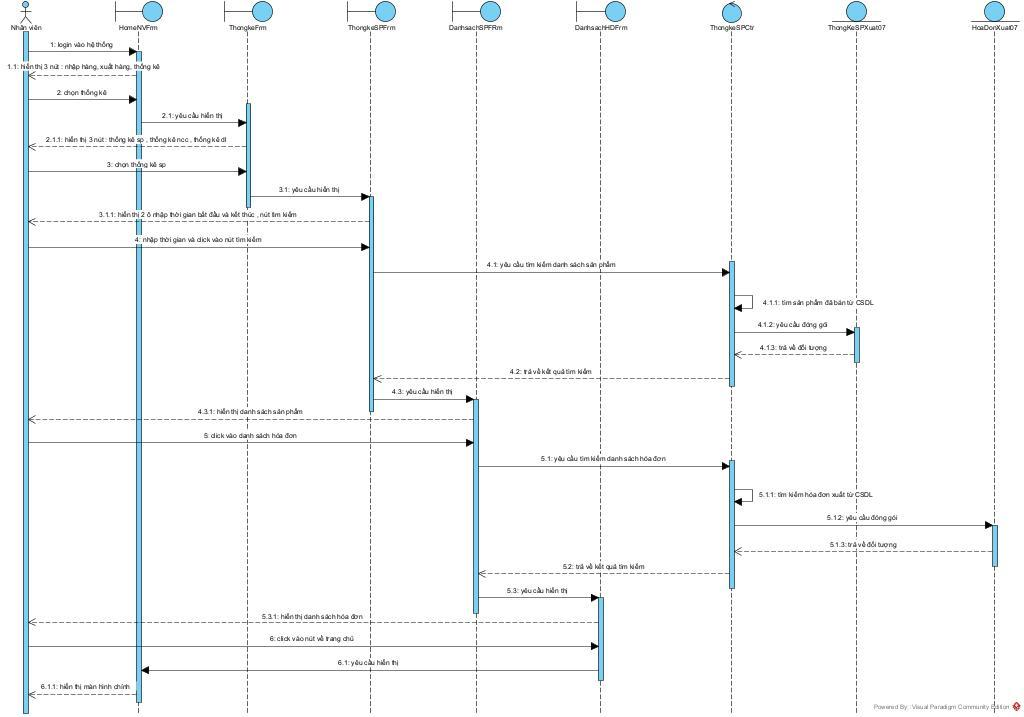 Nhân viên
HomeNVFrm
ThongkeFrm
ThongkeSPFrm
DanhsachSPFRm
DanhsachHDFrm
ThongkeSPCtr
ThongKeSPXuat07
HoaDonXuat07
1: login vào hệ thống
1.1: hiển thị 3 nút : nhập hàng, xuất hàng, thống kê
2: chọn thống kê
2.1: yêu cầu hiển thị
2.1.1: hiển thị 3 nút : thống kê sp , thống kê ncc , thống kê dl
3: chọn thống kê sp
3.1: yêu cầu hiển thị
3.1.1: hiển thị 2 ô nhập thời gian bắt đầu và kết thúc , nút tìm kiếm
4: nhập thời gian và click vào nút tìm kiếm
4.1: yêu cầu tìm kiếm danh sách sản phẩm
4.1.1: tìm sản phẩm đã bán từ CSDL
4.1.2: yêu cầu đóng gói
4.1.3: trả về đối tượng
4.2: trả về kết quả tìm kiếm
4.3: yêu cầu hiển thị
4.3.1: hiển thị danh sách sản phẩm
5: click vào danh sách hóa đơn
5.1: yêu cầu tìm kiếm danh sách hóa đơn
5.1.1: tìm kiếm hóa đơn xuất từ CSDL
5.1.2: yêu cầu đóng gói
5.1.3: trả về đối tượng
5.2: trả về kết quả tìm kiếm
5.3: yêu cầu hiển thị
5.3.1: hiển thị danh sách hóa đơn
6: click vào nút về trang chủ
6.1: yêu cầu hiển thị
6.1.1: hiển thị màn hình chính
Powered By: Visual Paradigm Community Edition